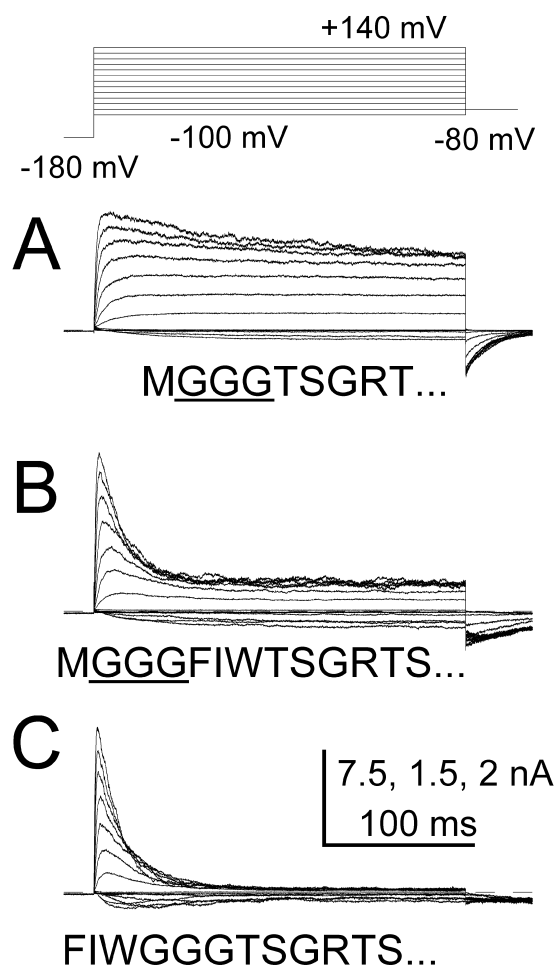 +140 mV
-100 mV
-80 mV
-180 mV
A
MGGGTSGRT...
B
MGGGFIWTSGRTS...
C
7.5, 1.5, 2 nA
100 ms
FIWGGGTSGRTS...